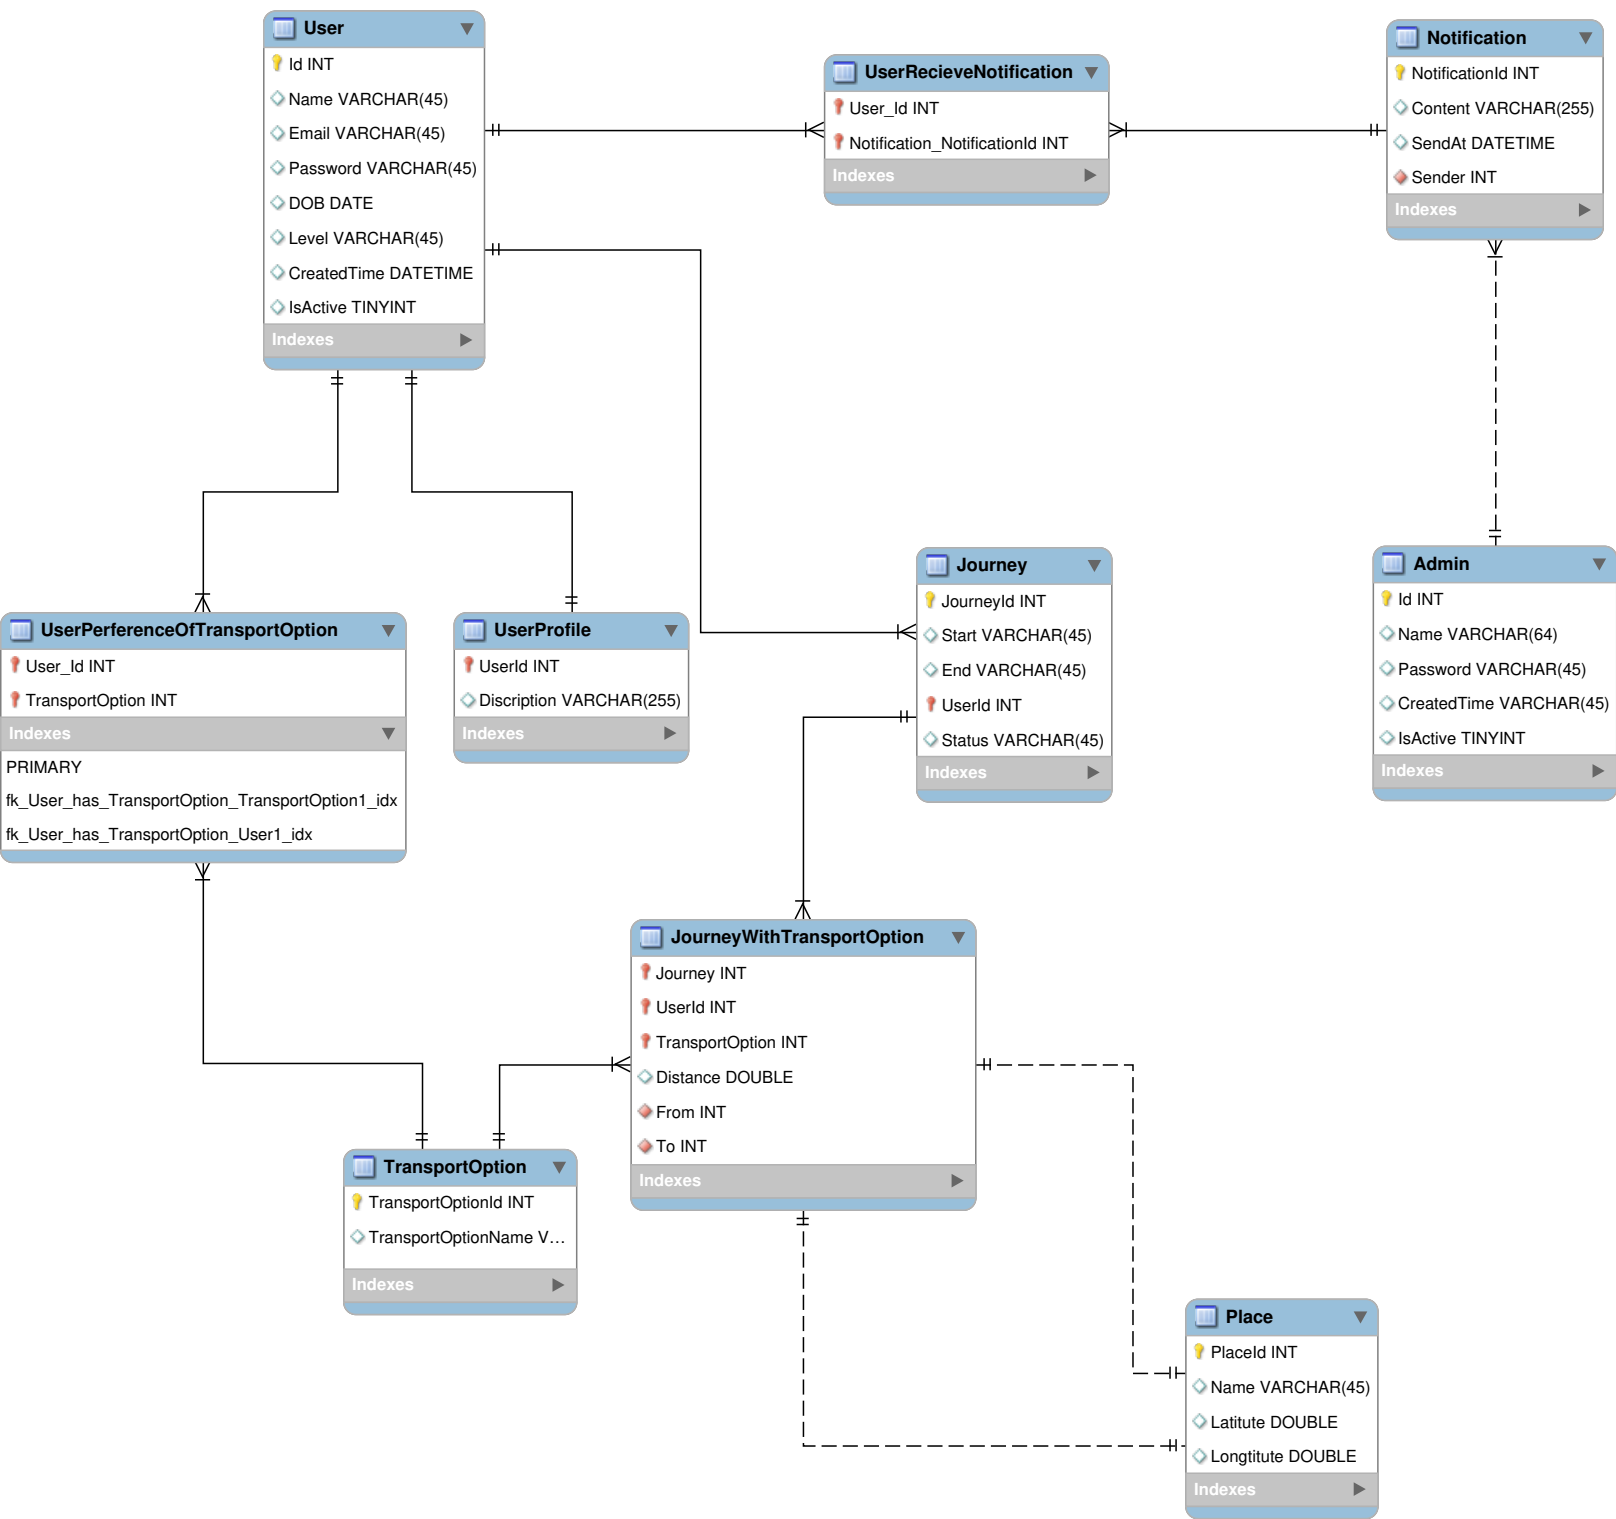 User
Id INT
Name VARCHAR(45)
Email VARCHAR(45)
Password VARCHAR(45)
DOB DATE
Level VARCHAR(45)
CreatedTime DATETIME
IsActive TINYINT
Indexes
UserRecieveNotification
User_Id INT
Notification_NotificationId INT
Indexes
Notification
NotificationId INT
Content VARCHAR(255)
SendAt DATETIME
Sender INT
Indexes
UserPerferenceOfTransportOption
User_Id INT
TransportOption INT
Indexes
PRIMARY
fk_User_has_TransportOption_TransportOption1_idx
fk_User_has_TransportOption_User1_idx
UserProfile
UserId INT
Discription VARCHAR(255)
Indexes
Journey
JourneyId INT
Start VARCHAR(45)
End VARCHAR(45)
UserId INT
Status VARCHAR(45)
Indexes
Admin
Id INT
Name VARCHAR(64)
Password VARCHAR(45)
CreatedTime VARCHAR(45)
IsActive TINYINT
Indexes
JourneyWithTransportOption
Journey INT
UserId INT
TransportOption INT
Distance DOUBLE
From INT
To INT
Indexes
TransportOption
TransportOptionId INT
TransportOptionName V...
Indexes
Place
PlaceId INT
Name VARCHAR(45)
Latitute DOUBLE
Longtitute DOUBLE
Indexes